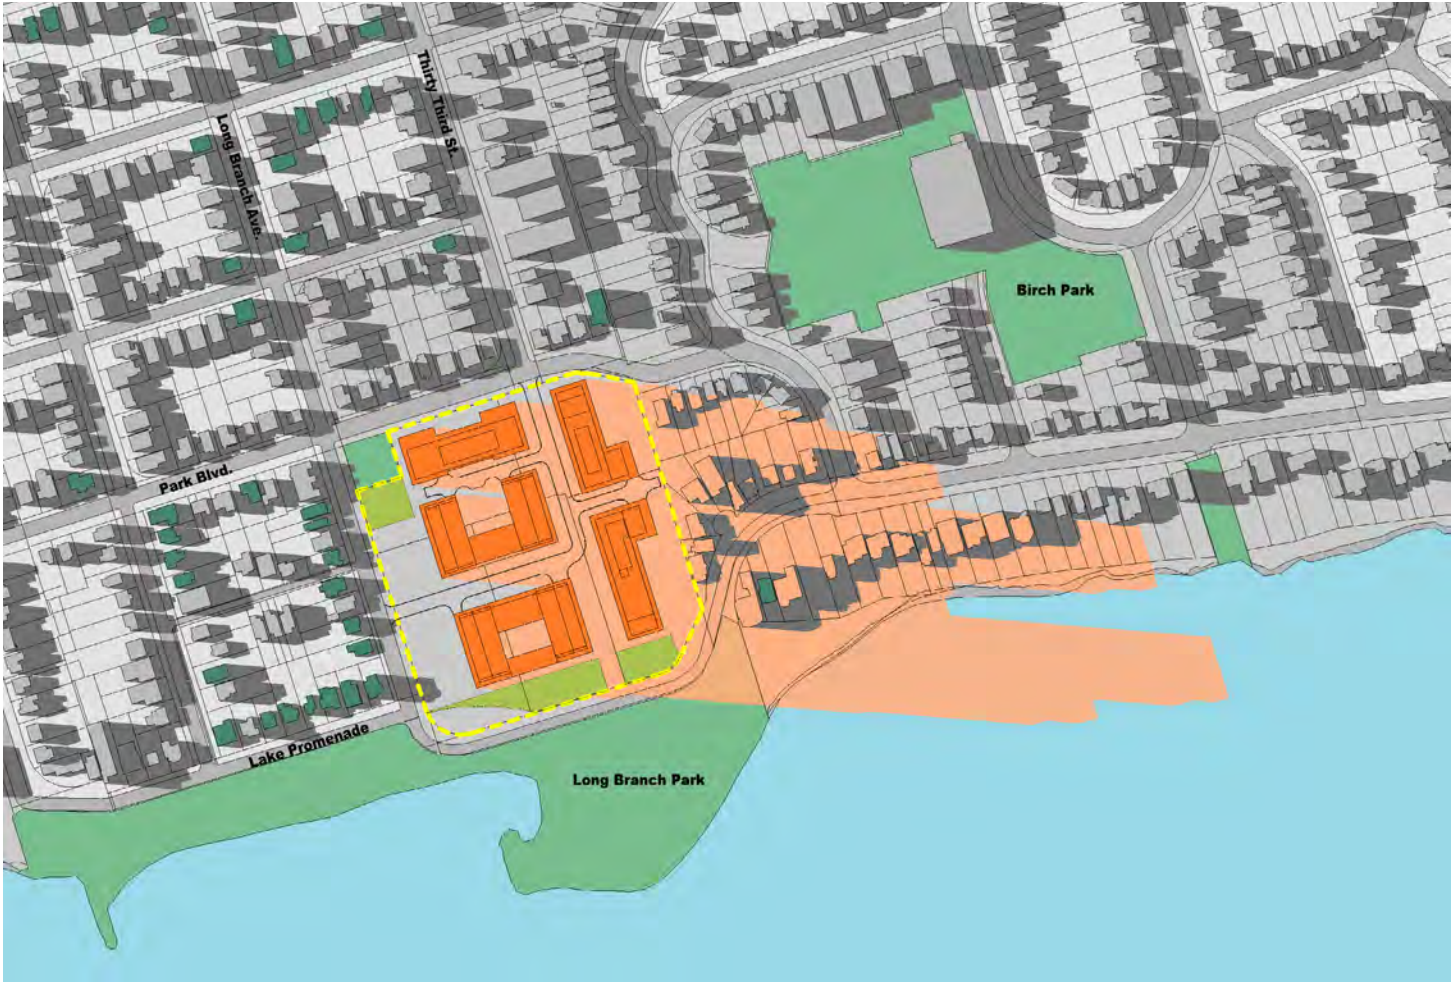 Thirty Third St.
Long Branch Ave.
Birch Park
Park Blvd.
Lake Promenade
Long Branch Park